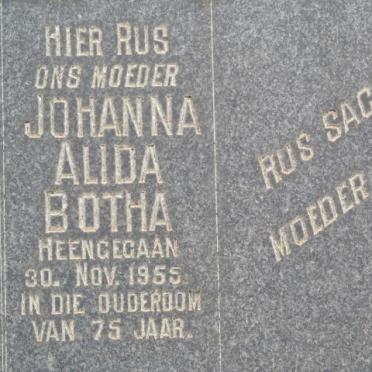 HIER RUS
ONS MOEDER
JOHANNA
ALIDA
BOTHA
HEENGEGAAN
30. NOV. 1955
IN DIE OUDERDOM
VAN 75 JAAR.
RUS SAC
MOEDER